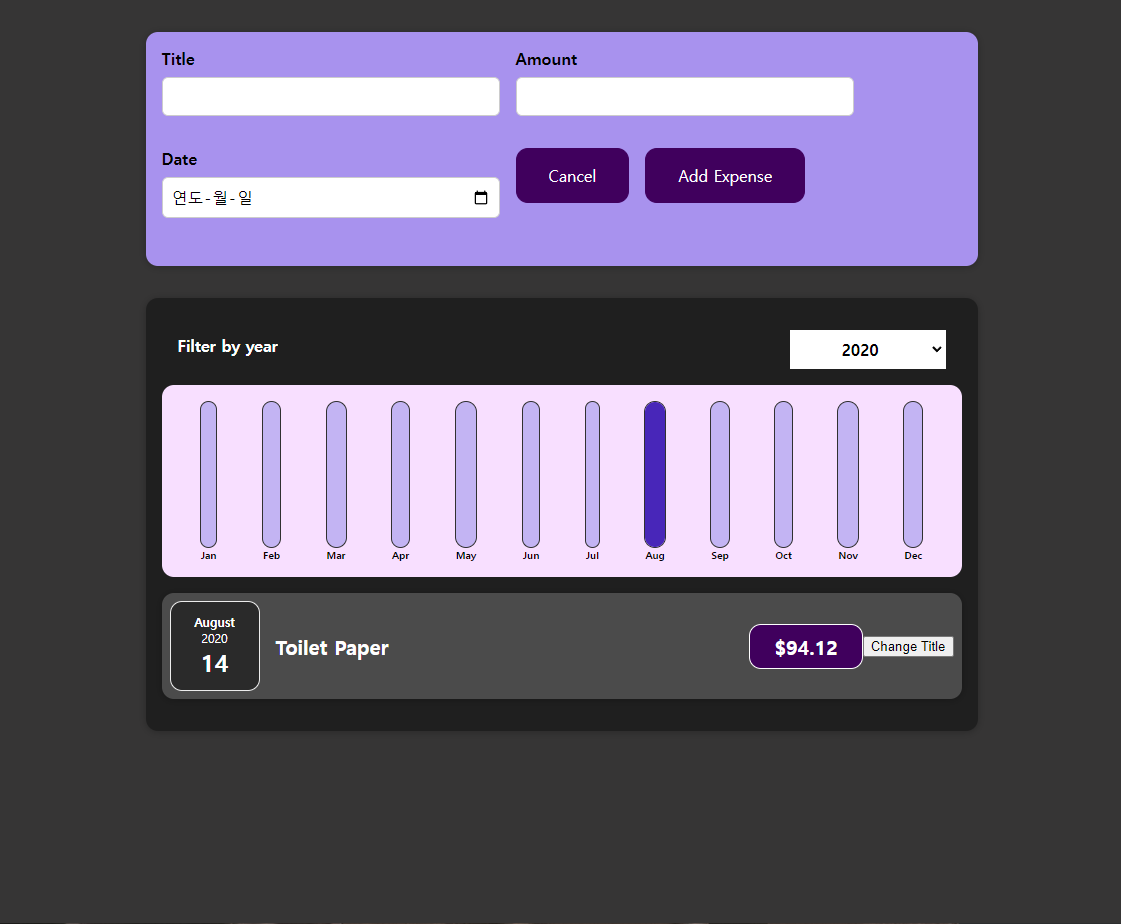 Title
Amount
Date
연도-월-일
Cancel
Add Expense
Filter by year
2020
Jan
Feb
Mar
Apr
May
Jun
Jul
Aug
Sep
Oct
Nov
Dec
August
2020
14
Toilet Paper
$94.12
Change Title